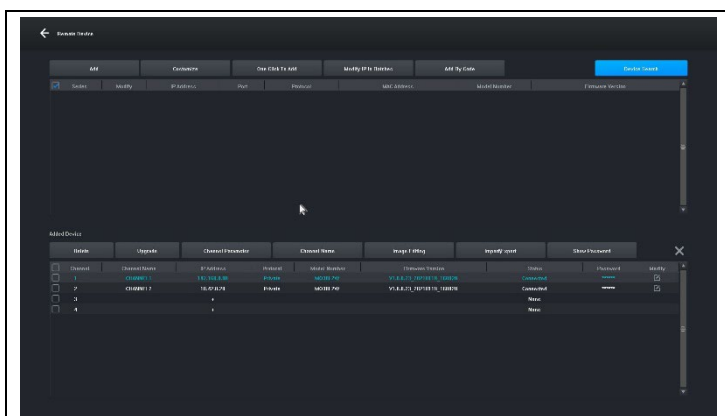 Remote Device
Add Customize One Click To Add Modify IP In Batches Add By Code Device Search
Series Modify IP Address Port Protocol MAC Address Model Number Firmware Version
Added Device
Delete Upgrade Channel Parameter Channel Name Image Editing Import/Export Show Password
Channel Channel Name IP Address Protocol Model Number Firmware Version Status Password Modify
1 CHANNEL1 Private Connected ******
2 CHANNEL2 Private Connected ******
3 + None
4 + None